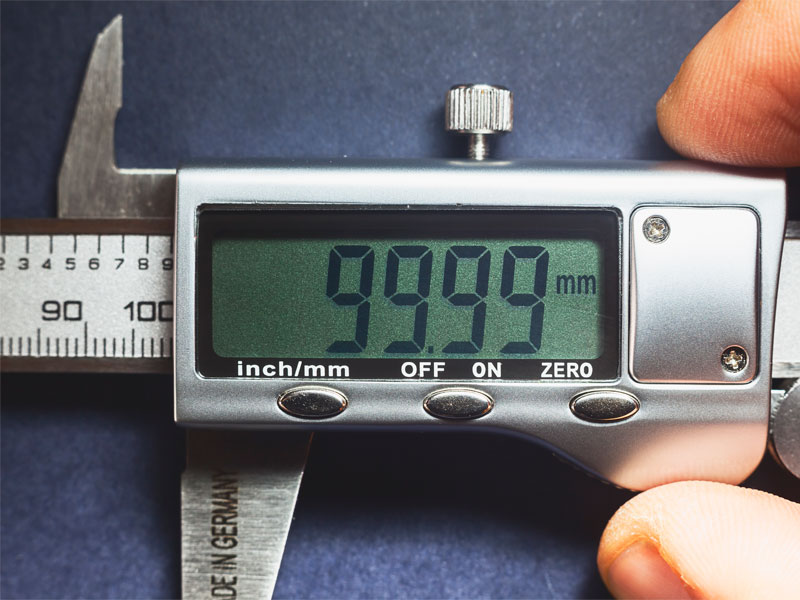 2 3 4 5 6 7 8 9
99.99 mm
90 100
inch/mm OFF ON ZERO
MADE IN GERMANY